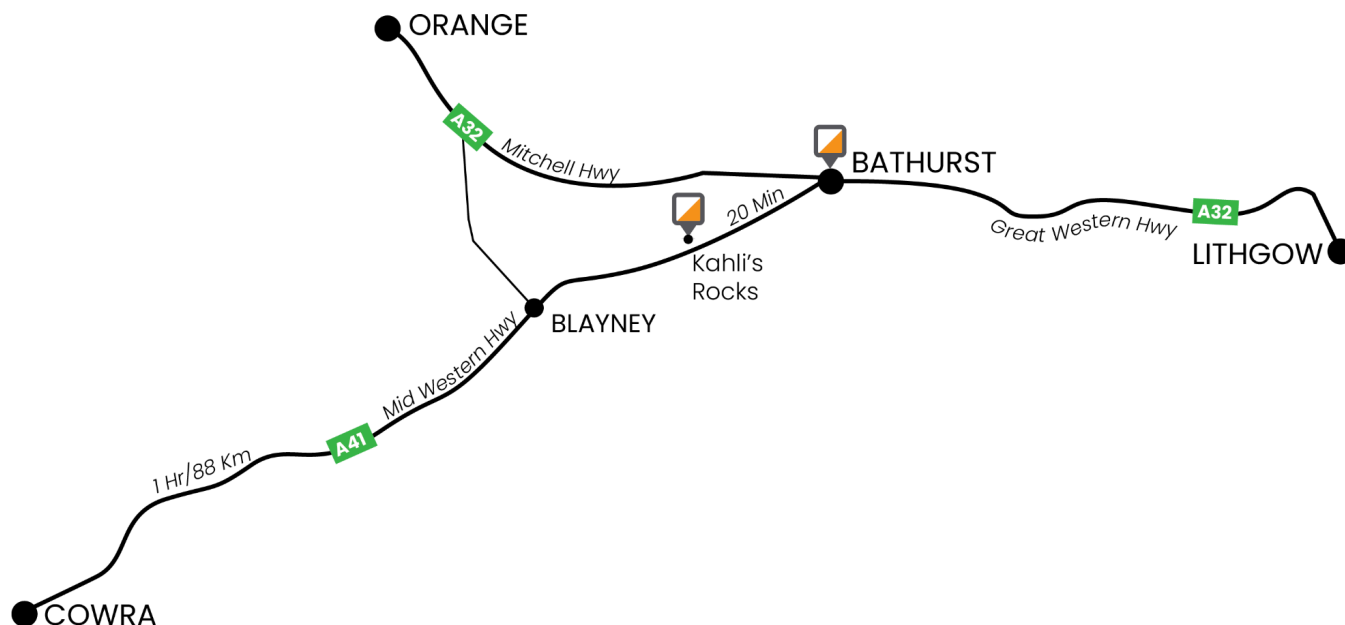 ORANGE
A32
Mitchell Hwy
BATHURST
20 Min
Kahli's
Rocks
Great Western Hwy
A32
LITHGOW
BLAYNEY
Mid Western Hwy
A41
1 Hr/88 Km
COWRA